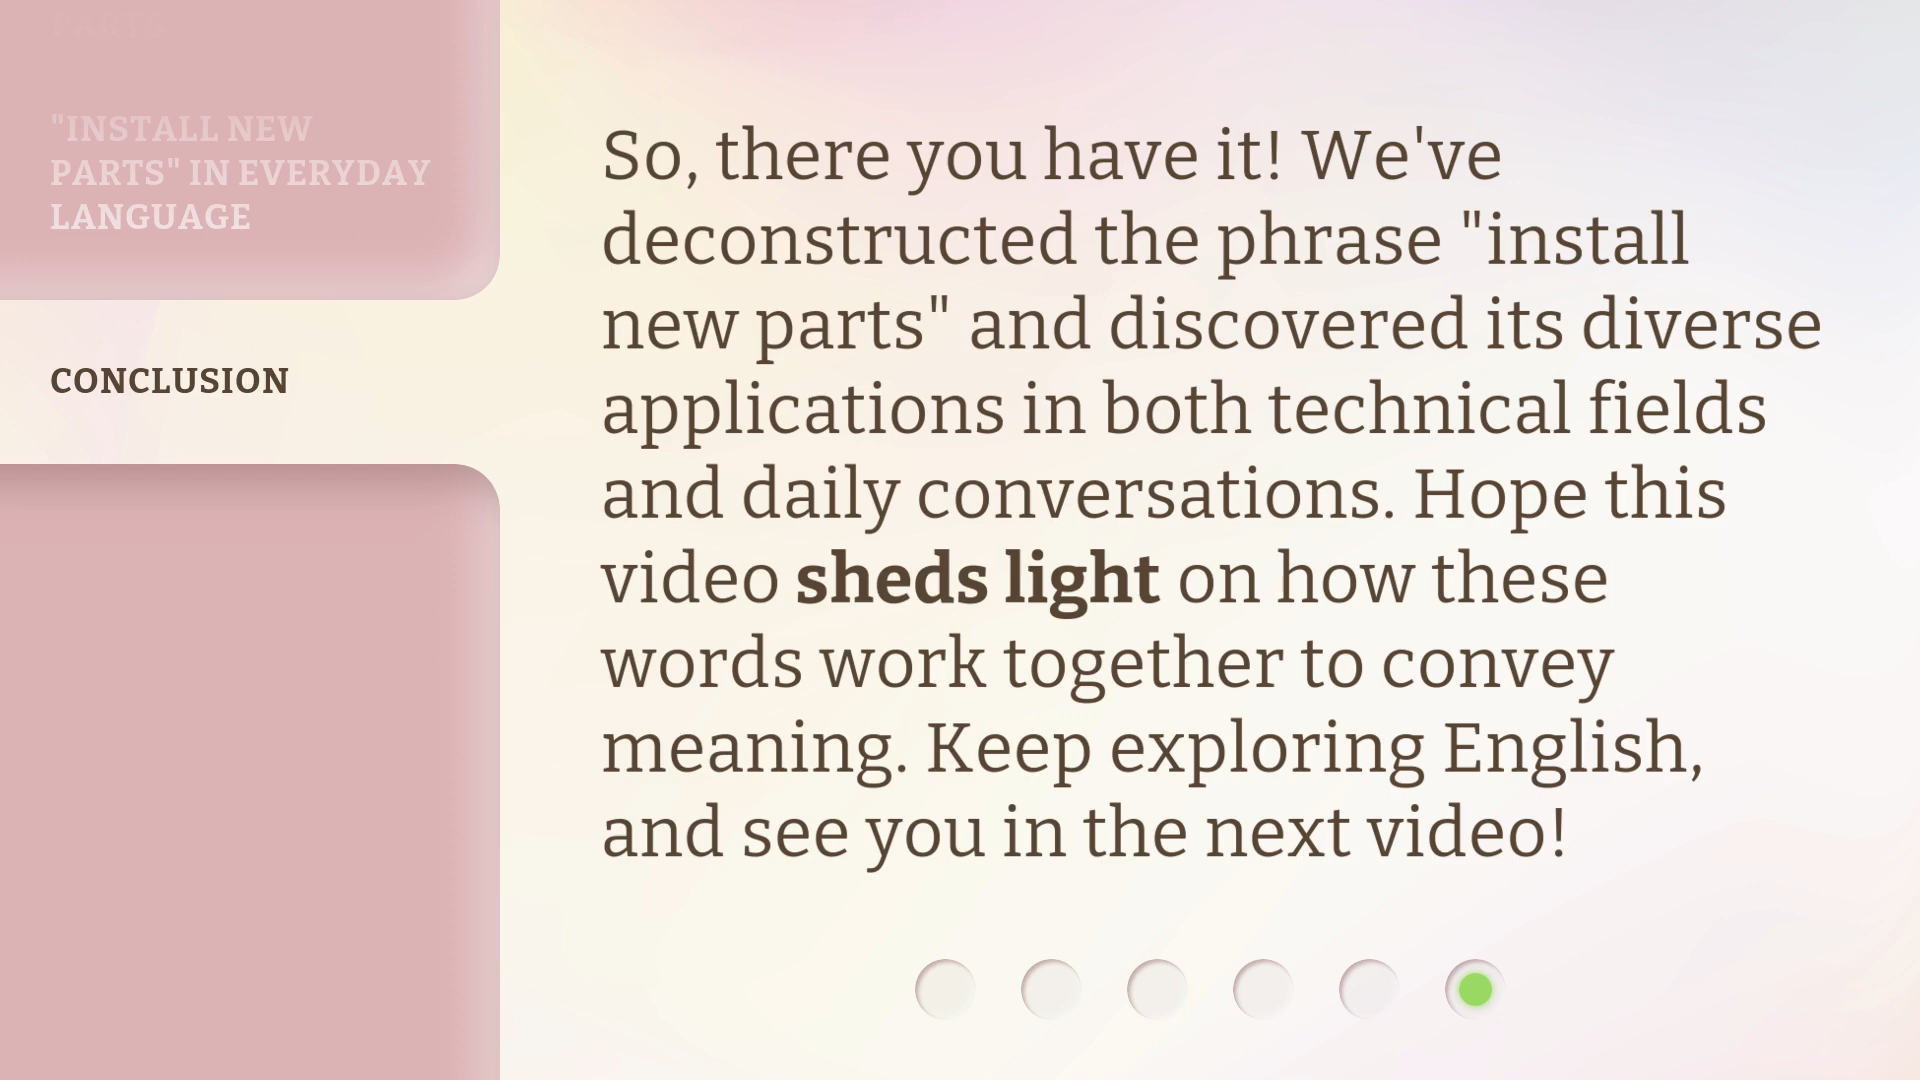 PARTS
"INSTALL NEW
PARTS" IN EVERYDAY
LANGUAGE
CONCLUSION
So, there you have it! We've
deconstructed the phrase "install
new parts" and discovered its diverse
applications in both technical fields
and daily conversations. Hope this
video sheds light on how these
words work together to convey
meaning. Keep exploring English,
and see you in the next video!